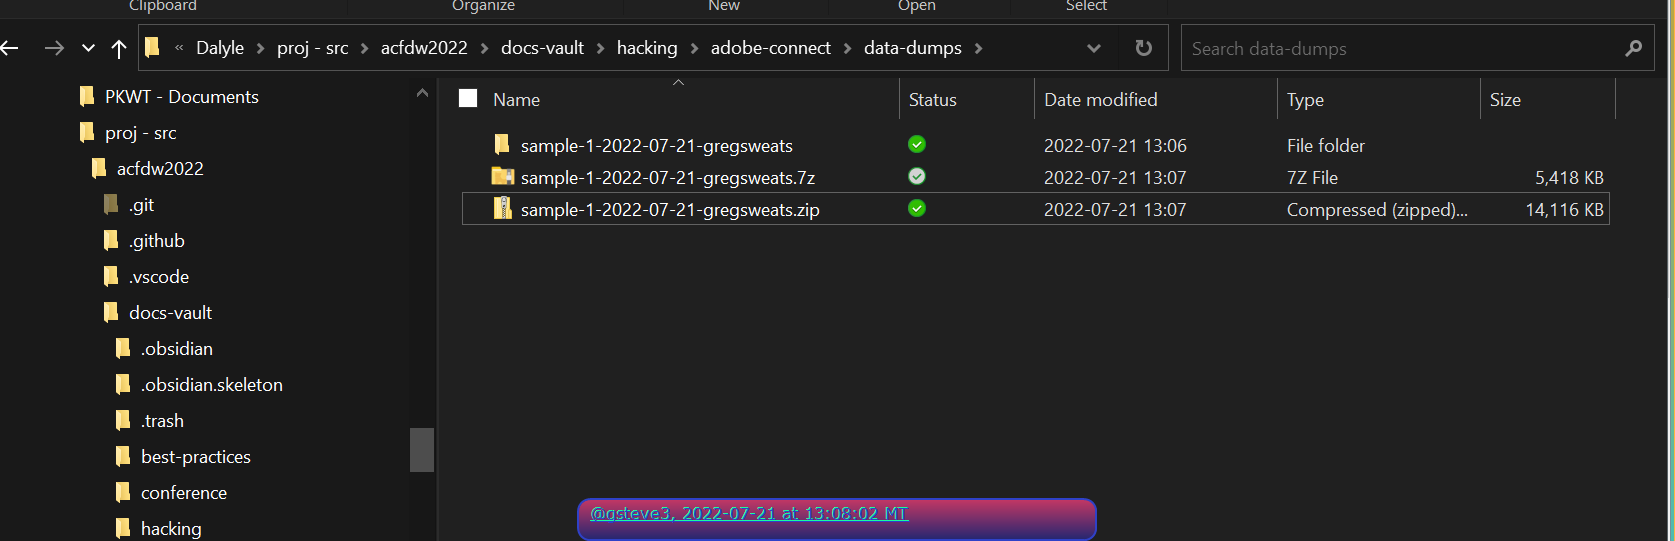 Clipboard Organize New Open Select
« Dalyle > proj - src > acfdw2022 > docs-vault > hacking > adobe-connect > data-dumps >
Search data-dumps
PKWT - Documents
proj - src
acfdw2022
.git
.github
.vscode
docs-vault
.obsidian
.obsidian.skeleton
.trash
best-practices
conference
hacking
Name Status Date modified Type Size
sample-1-2022-07-21-gregsweats 2022-07-21 13:06 File folder
sample-1-2022-07-21-gregsweats.7z 2022-07-21 13:07 7Z File 5,418 KB
sample-1-2022-07-21-gregsweats.zip 2022-07-21 13:07 Compressed (zipped)... 14,116 KB
@gsteve3, 2022-07-21 at 13:08:02 MT